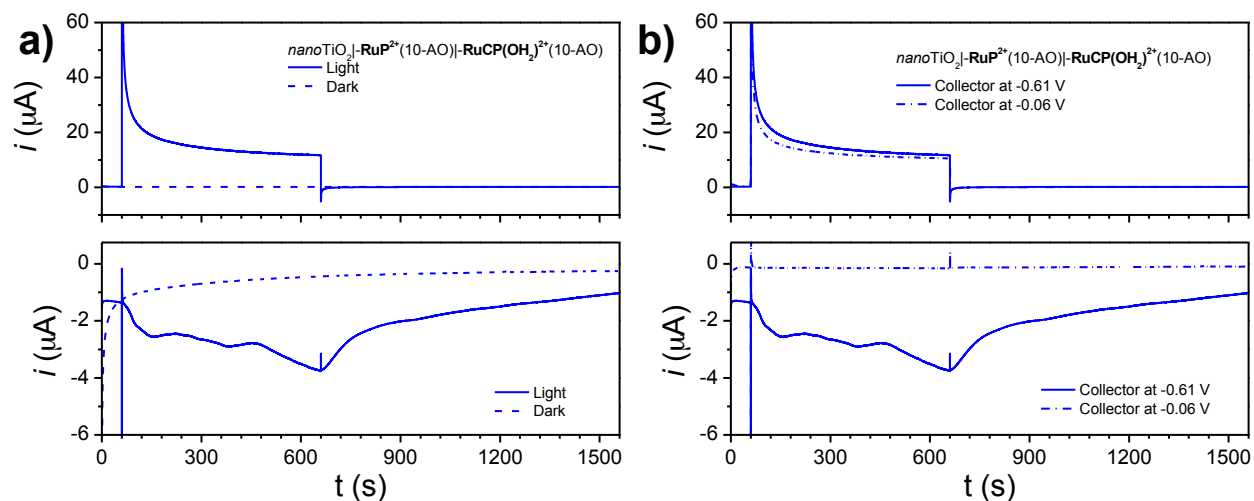 a)
i (µA)
60
40
20
0
nanoTiO₂|-RuP²⁺(10-AO)|-RuCP(OH₂)²⁺(10-AO)
Light
Dark
i (µA)
0
-2
-4
-6
Light
Dark
0 300 600 900 1200 1500
t (s)
b)
i (µA)
60
40
20
0
nanoTiO₂|-RuP²⁺(10-AO)|-RuCP(OH₂)²⁺(10-AO)
Collector at -0.61 V
Collector at -0.06 V
i (µA)
0
-2
-4
-6
Collector at -0.61 V
Collector at -0.06 V
0 300 600 900 1200 1500
t (s)